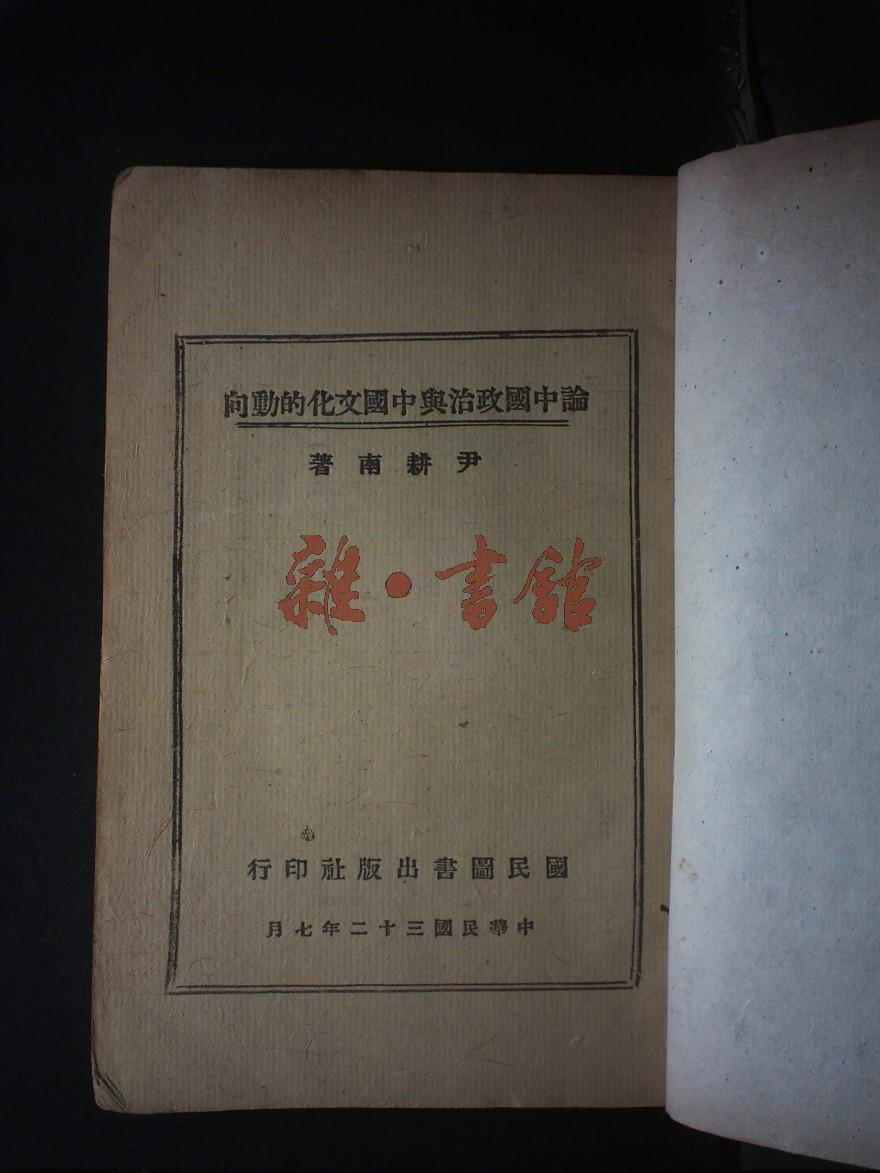 論中國政治與中國文化的動向
尹耕南著
雜·書館
國民圖書出版社印行
中華民國三十二年七月